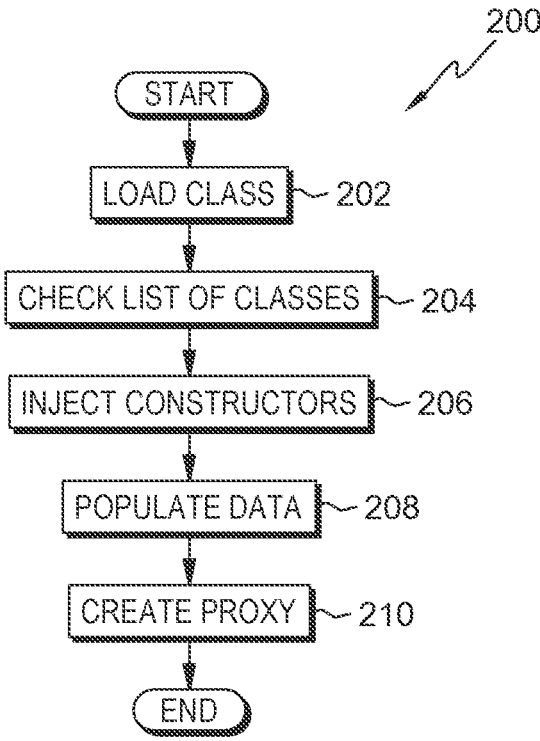 200
START
LOAD CLASS 202
CHECK LIST OF CLASSES 204
INJECT CONSTRUCTORS 206
POPULATE DATA 208
CREATE PROXY 210
END